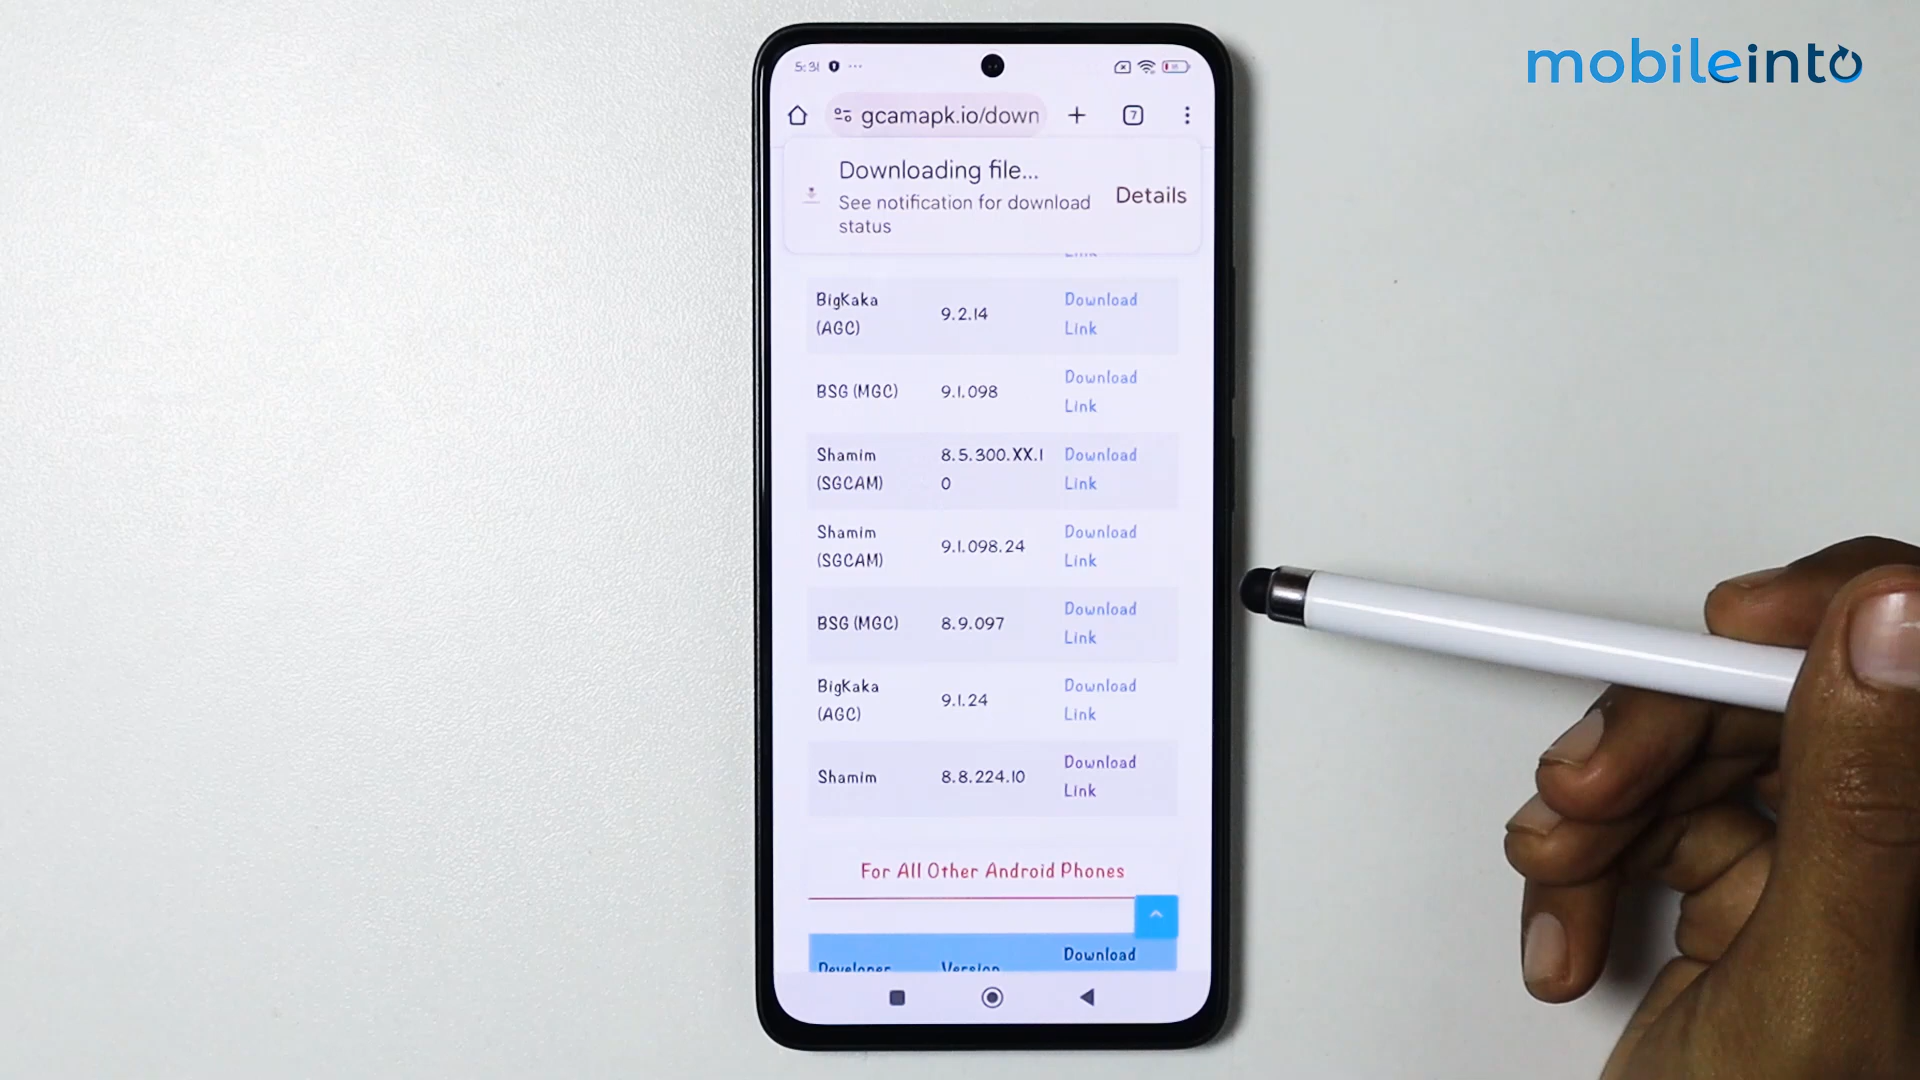 mobileinto
5:31
gcamapk.io/down
7
Downloading file...
See notification for download
status
Details
Link
BigKaka
(AGC)
9.2.14
Download
Link
BSG (MGC)
9.1.098
Download
Link
Shamim
(SGCAM)
8.5.300.XX.1
0
Download
Link
Shamim
(SGCAM)
9.1.098.24
Download
Link
BSG (MGC)
8.9.097
Download
Link
BigKaka
(AGC)
9.1.24
Download
Link
Shamim
8.8.224.10
Download
Link
For All Other Android Phones
Developer
Version
Download